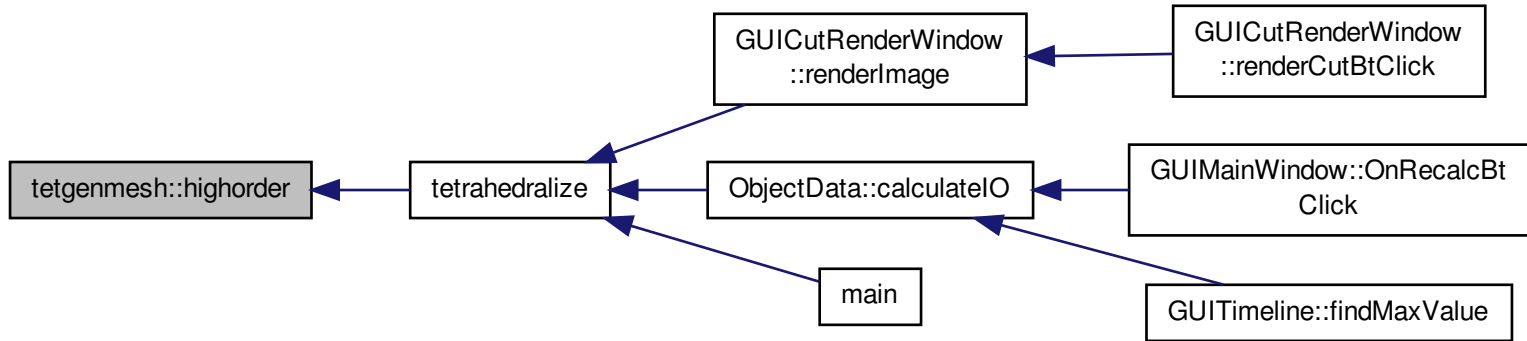 GUICutRenderWindow
::renderImage
GUICutRenderWindow
::renderCutBtClick
tetgenmesh::highorder
tetrahedralize
ObjectData::calculateIO
GUIMainWindow::OnRecalcBt
Click
main
GUITimeline::findMaxValue